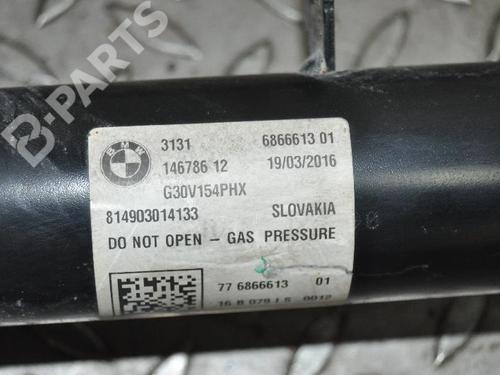 B-PARTS
BMW
3131 6866613 01
146786 12 19/03/2016
G30V154PHX
814903014133 SLOVAKIA
DO NOT OPEN - GAS PRESSURE
77 6866613 01